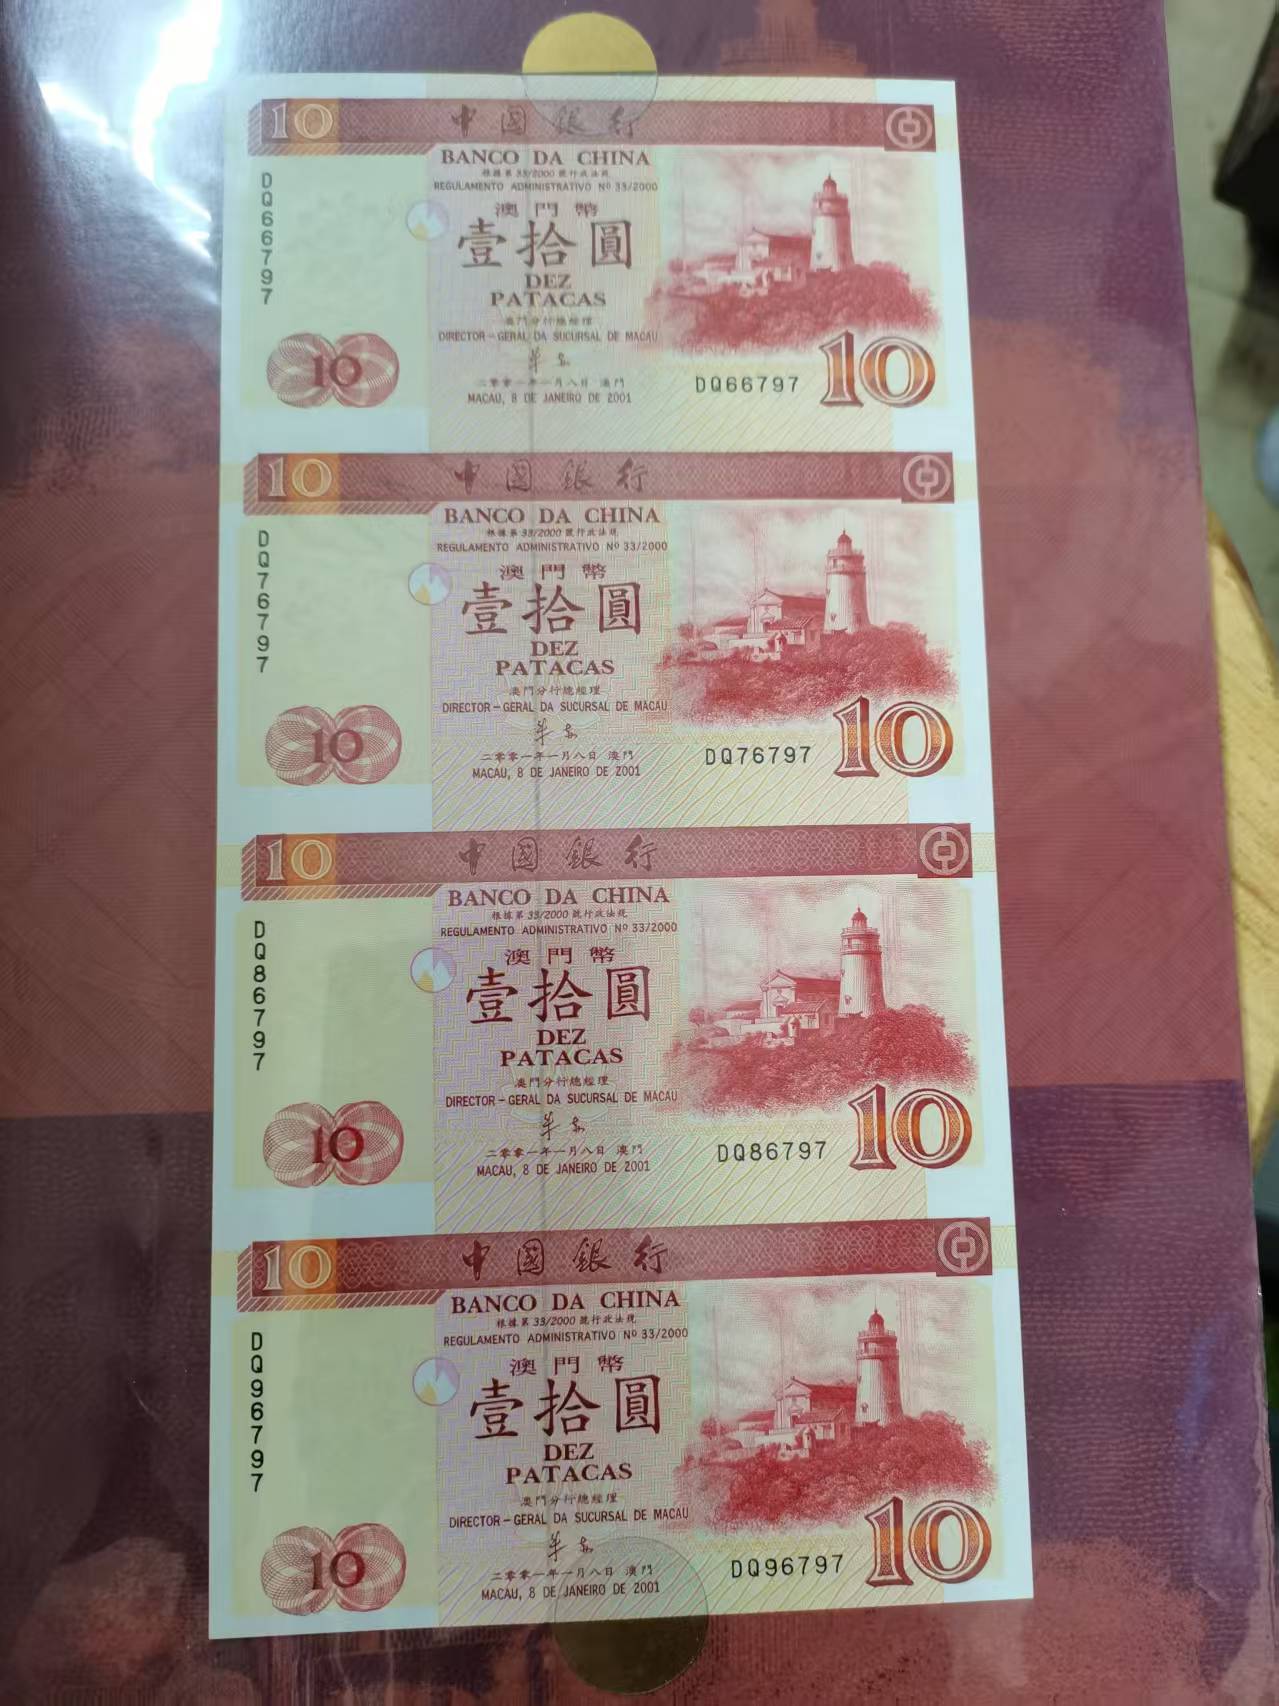 10 中國銀行
BANCO DA CHINA
根據第33/2000號行政法規
REGULAMENTO ADMINISTRATIVO Nº 33/2000
DQ66797
澳門幣
壹拾圓
DEZ
PATACAS
澳門分行總經理
DIRECTOR-GERAL DA SUCURSAL DE MACAU
10
二零零一年一月八日 澳門
MACAU, 8 DE JANEIRO DE 2001
DQ66797 10
10 中國銀行
BANCO DA CHINA
根據第33/2000號行政法規
REGULAMENTO ADMINISTRATIVO Nº 33/2000
DQ76797
澳門幣
壹拾圓
DEZ
PATACAS
澳門分行總經理
DIRECTOR-GERAL DA SUCURSAL DE MACAU
10
二零零一年一月八日 澳門
MACAU, 8 DE JANEIRO DE 2001
DQ76797 10
10 中國銀行
BANCO DA CHINA
根據第33/2000號行政法規
REGULAMENTO ADMINISTRATIVO Nº 33/2000
DQ86797
澳門幣
壹拾圓
DEZ
PATACAS
澳門分行總經理
DIRECTOR-GERAL DA SUCURSAL DE MACAU
10
二零零一年一月八日 澳門
MACAU, 8 DE JANEIRO DE 2001
DQ86797 10
10 中國銀行
BANCO DA CHINA
根據第33/2000號行政法規
REGULAMENTO ADMINISTRATIVO Nº 33/2000
DQ96797
澳門幣
壹拾圓
DEZ
PATACAS
澳門分行總經理
DIRECTOR-GERAL DA SUCURSAL DE MACAU
10
二零零一年一月八日 澳門
MACAU, 8 DE JANEIRO DE 2001
DQ96797 10